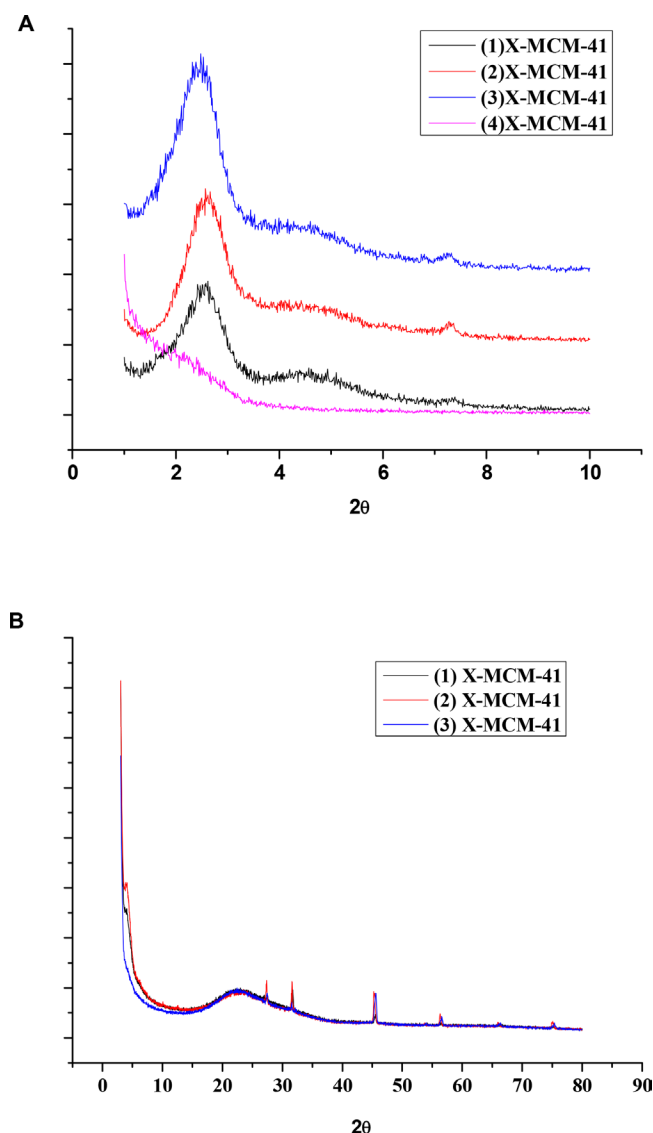 A
(1)X-MCM-41
(2)X-MCM-41
(3)X-MCM-41
(4)X-MCM-41
0 2 4 6 8 10
2θ
B
(1) X-MCM-41
(2) X-MCM-41
(3) X-MCM-41
0 10 20 30 40 50 60 70 80 90
2θ